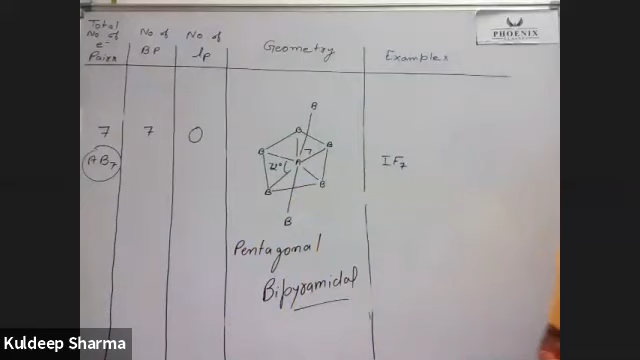 Total
No of
e-
Pairs
No of
BP
No of
lp
Geometry
Examples
PHOENIX
7
7
0
AB7
B
B
B
B
72°
A
B
B
B
IF7
Pentagonal
Bipyramidal
Kuldeep Sharma